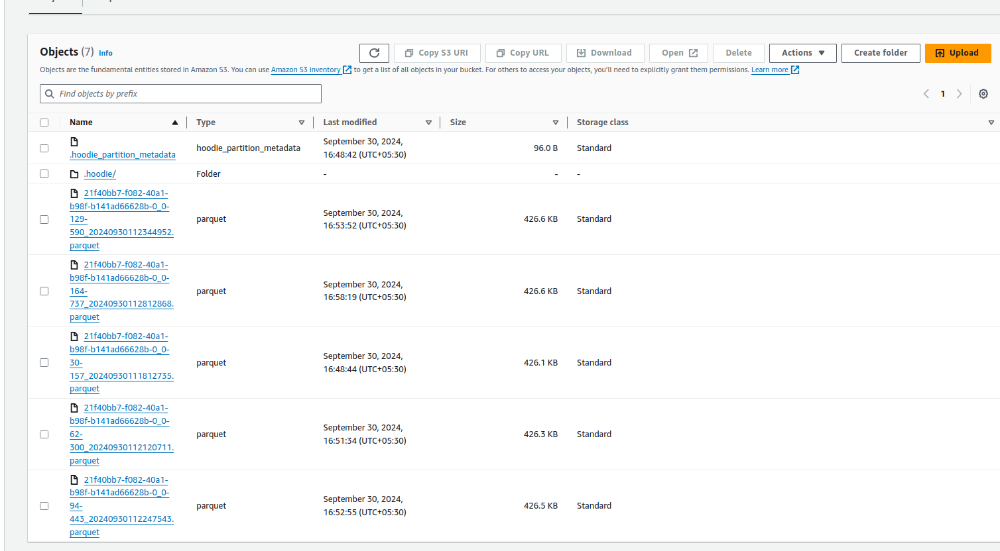 Objects (7) Info
Copy S3 URI Copy URL Download Open Delete Actions Create folder Upload
Objects are the fundamental entities stored in Amazon S3. You can use Amazon S3 inventory to get a list of all objects in your bucket. For others to access your objects, you'll need to explicitly grant them permissions. Learn more
Find objects by prefix
1
Name Type Last modified Size Storage class
.hoodie_partition_metadata hoodie_partition_metadata September 30, 2024, 16:48:42 (UTC+05:30) 96.0 B Standard
.hoodie/ Folder - - -
21f40bb7-f082-40a1-
b98f-b141ad66628b-0_0-
129-
590_20240930112344952.
parquet
parquet
September 30, 2024,
16:53:52 (UTC+05:30)
426.6 KB
Standard
21f40bb7-f082-40a1-
b98f-b141ad66628b-0_0-
164-
737_20240930112812868.
parquet
parquet
September 30, 2024,
16:58:19 (UTC+05:30)
426.6 KB
Standard
21f40bb7-f082-40a1-
b98f-b141ad66628b-0_0-
30-
157_20240930111812735.
parquet
parquet
September 30, 2024,
16:48:44 (UTC+05:30)
426.1 KB
Standard
21f40bb7-f082-40a1-
b98f-b141ad66628b-0_0-
62-
300_20240930112120711.
parquet
parquet
September 30, 2024,
16:51:34 (UTC+05:30)
426.3 KB
Standard
21f40bb7-f082-40a1-
b98f-b141ad66628b-0_0-
94-
443_20240930112247543.
parquet
parquet
September 30, 2024,
16:52:55 (UTC+05:30)
426.5 KB
Standard